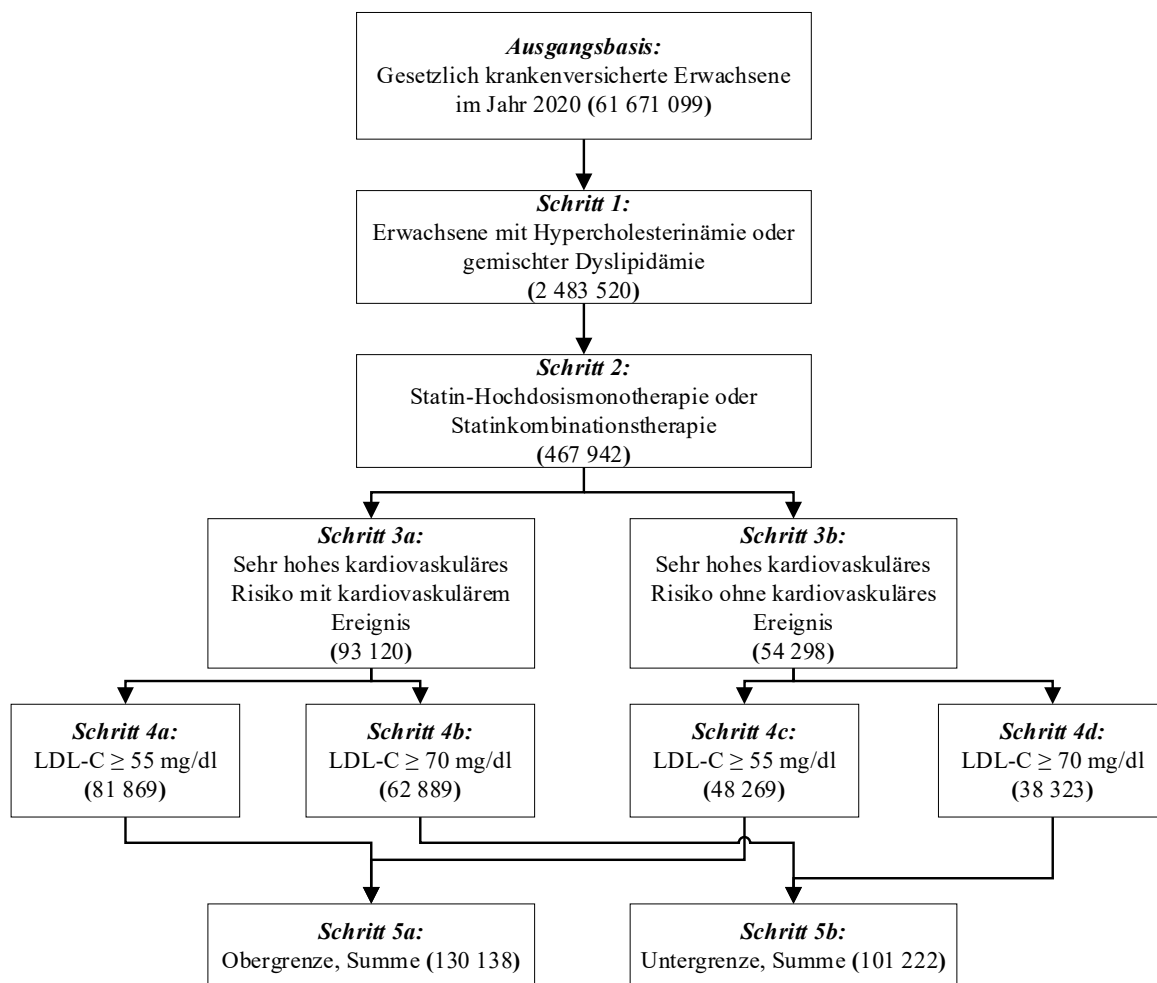 Ausgangsbasis:
Gesetzlich krankenversicherte Erwachsene
im Jahr 2020 (61 671 099)
Schritt 1:
Erwachsene mit Hypercholesterinämie oder
gemischter Dyslipidämie
(2 483 520)
Schritt 2:
Statin-Hochdosismonotherapie oder
Statinkombinationstherapie
(467 942)
Schritt 3a:
Sehr hohes kardiovaskuläres
Risiko mit kardiovaskulärem
Ereignis
(93 120)
Schritt 3b:
Sehr hohes kardiovaskuläres
Risiko ohne kardiovaskuläres
Ereignis
(54 298)
Schritt 4a:
LDL-C ≥ 55 mg/dl
(81 869)
Schritt 4b:
LDL-C ≥ 70 mg/dl
(62 889)
Schritt 4c:
LDL-C ≥ 55 mg/dl
(48 269)
Schritt 4d:
LDL-C ≥ 70 mg/dl
(38 323)
Schritt 5a:
Obergrenze, Summe (130 138)
Schritt 5b:
Untergrenze, Summe (101 222)